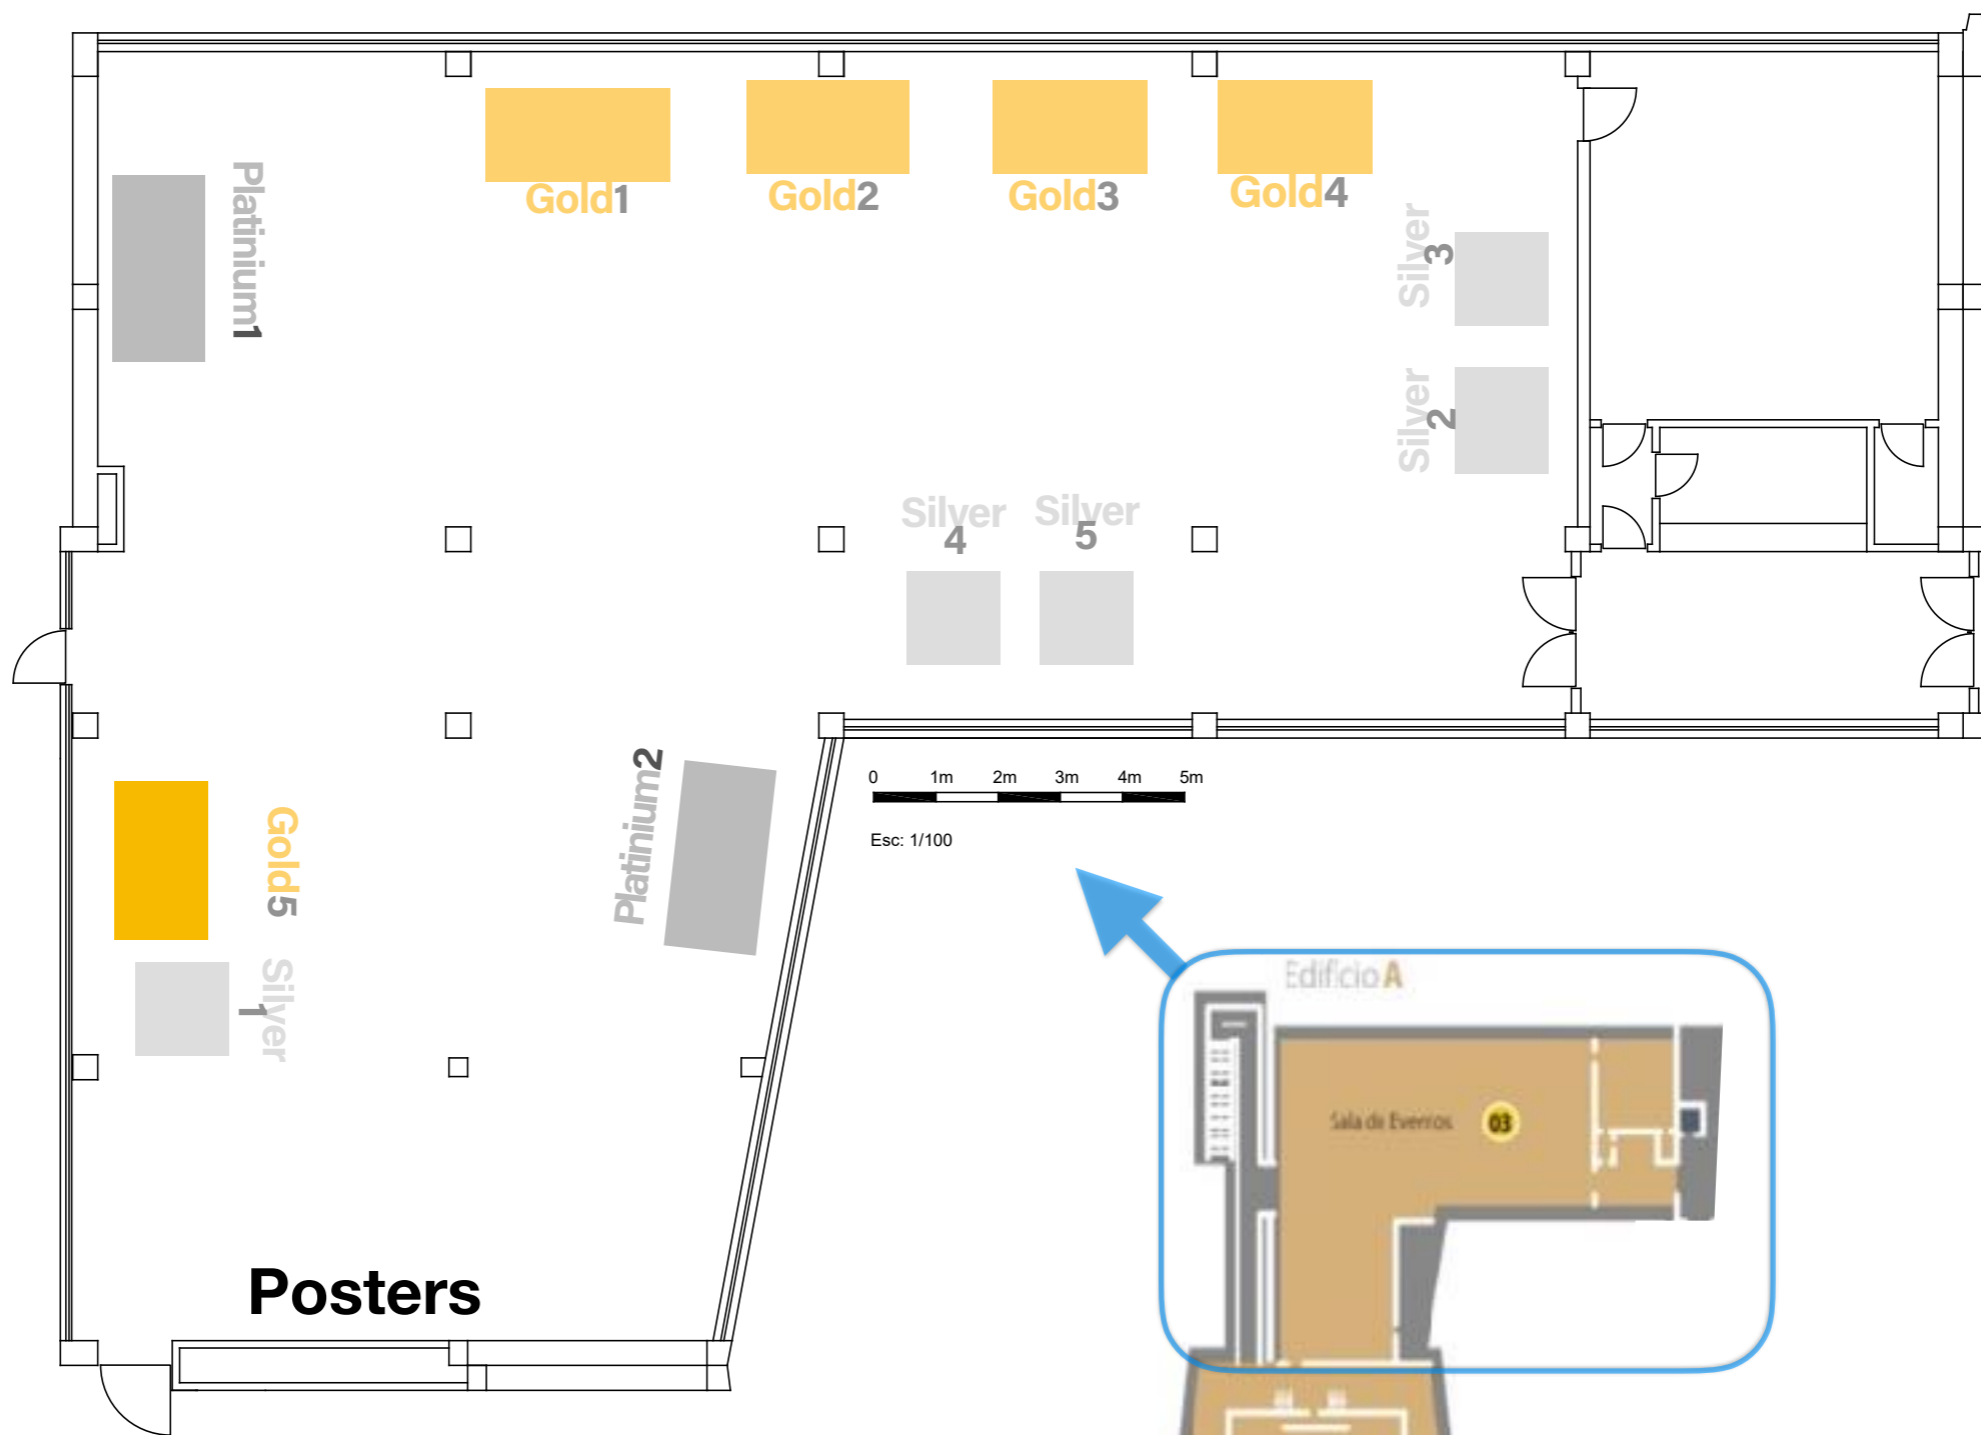 Platinium1
Gold1
Gold2
Gold3
Gold4
Silver
3
Silver
2
Silver
4
Silver
5
Platinium2
Gold5
Silver
1
0 1m 2m 3m 4m 5m
Esc: 1/100
Edificio A
Sala de Eventos
03
Posters